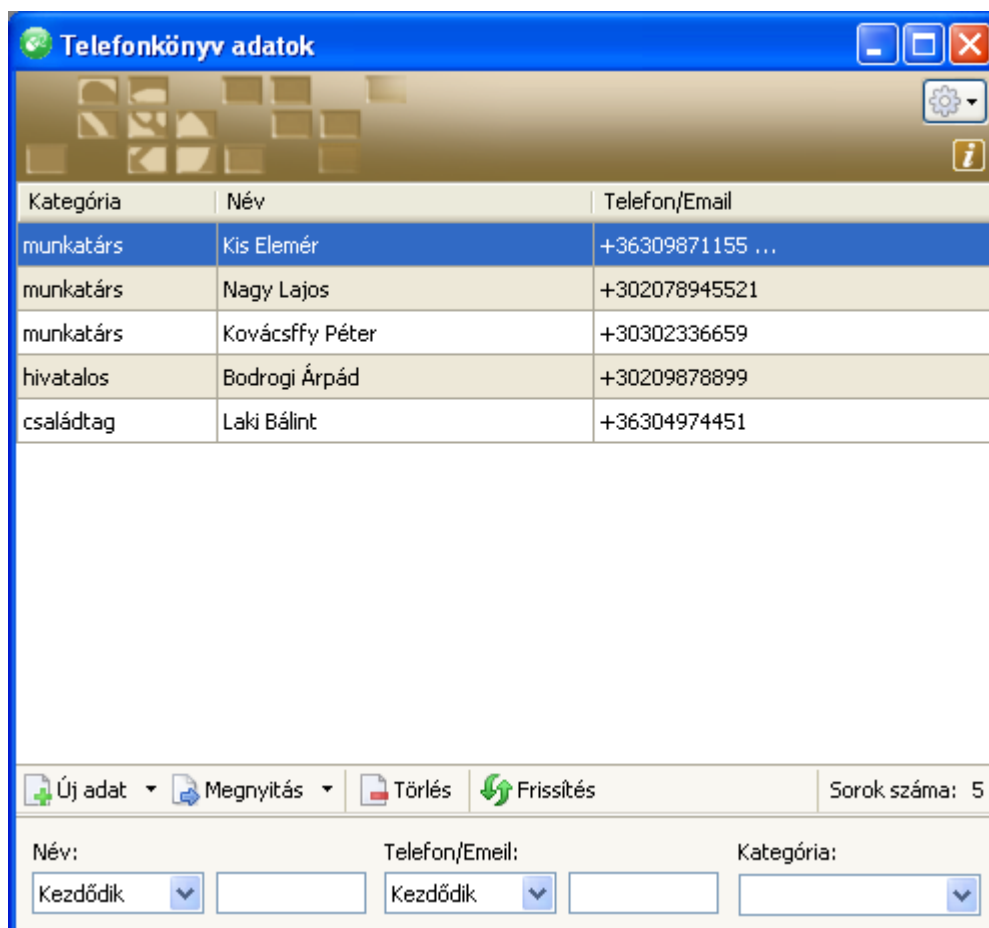 Telefonkönyv adatok
Kategória Név Telefon/Email
munkatárs Kis Elemér +36309871155 ...
munkatárs Nagy Lajos +302078945521
munkatárs Kovácsffy Péter +30302336659
hivatalos Bodrogi Árpád +30209878899
családtag Laki Bálint +36304974451
Új adat Megnyitás Törlés Frissítés Sorok száma: 5
Név: Telefon/Emeil: Kategória:
Kezdődik Kezdődik